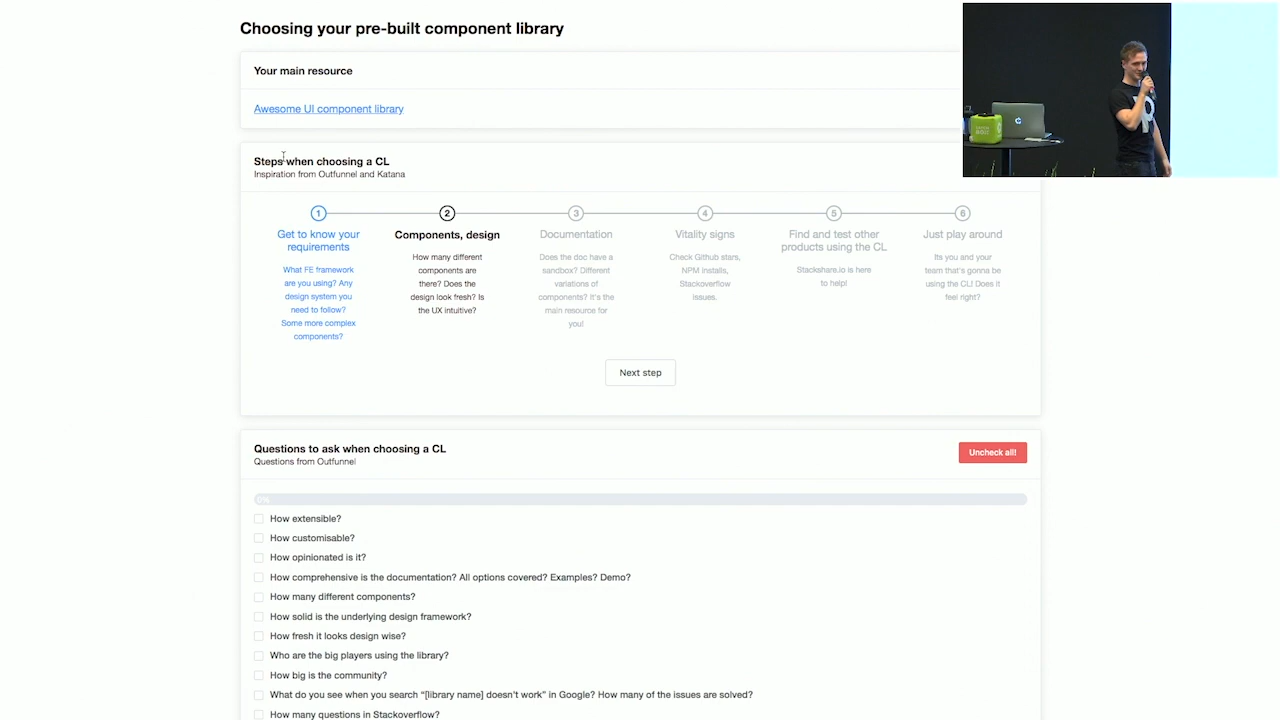 Choosing your pre-built component library
Your main resource
Awesome UI component library
Steps when choosing a CL
Inspiration from Outfunnel and Katana
1
Get to know your
requirements
What FE framework
are you using? Any
design system you
need to follow?
Some more complex
components?
2
Components, design
How many different
components are
there? Does the
design look fresh? Is
the UX intuitive?
3
Documentation
Does the doc have a
sandbox? Different
variations of
components? It's the
main resource for
you!
4
Vitality signs
Check Github stars,
NPM installs,
Stackoverflow
issues.
5
Find and test other
products using the CL
Stackshare.io is here
to help!
6
Just play around
Its you and your
team that's gonna be
using the CL! Does it
feel right?
Next step
Questions to ask when choosing a CL
Questions from Outfunnel
Uncheck all!
0%
How extensible?
How customisable?
How opinionated is it?
How comprehensive is the documentation? All options covered? Examples? Demo?
How many different components?
How solid is the underlying design framework?
How fresh it looks design wise?
Who are the big players using the library?
How big is the community?
What do you see when you search “[library name] doesn't work” in Google? How many of the issues are solved?
How many questions in Stackoverflow?